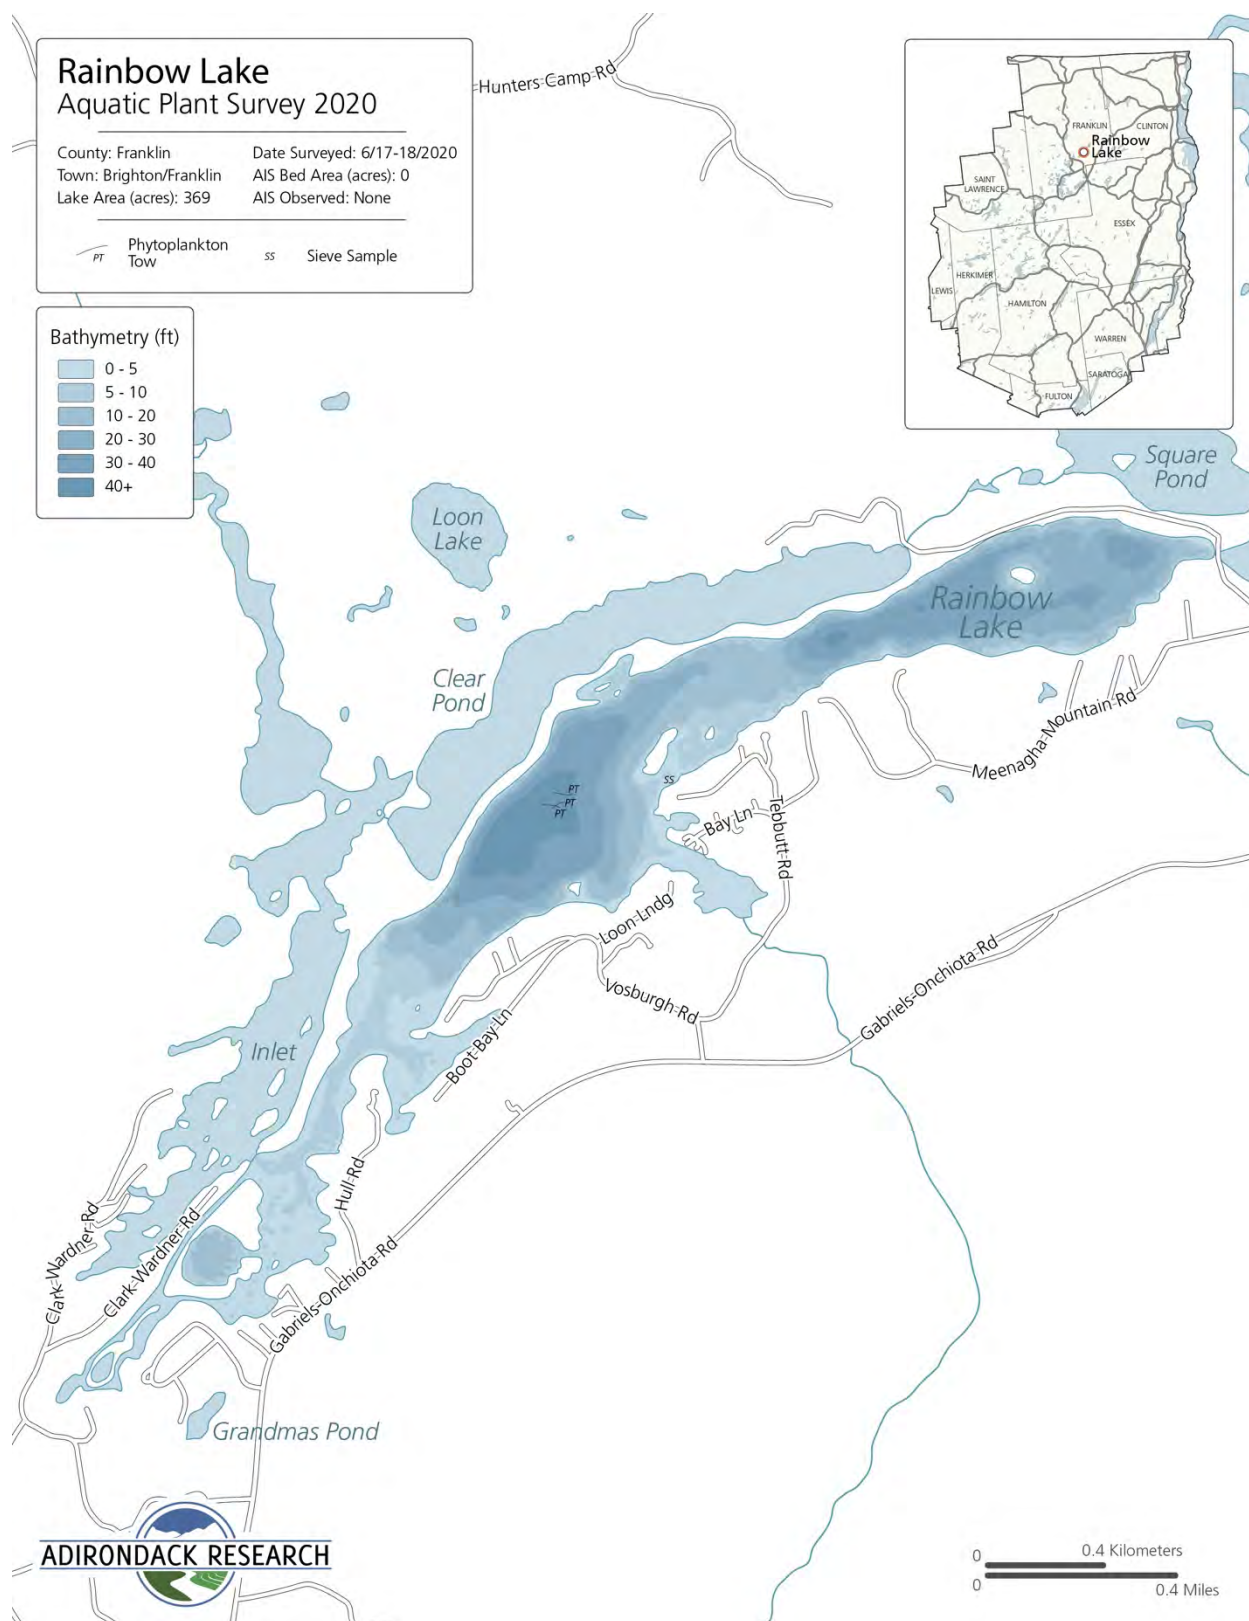 Rainbow Lake
Aquatic Plant Survey 2020
County: Franklin
Town: Brighton/Franklin
Lake Area (acres): 369
Date Surveyed: 6/17-18/2020
AIS Bed Area (acres): 0
AIS Observed: None
PT
Phytoplankton
Tow
SS
Sieve Sample
Bathymetry (ft)
0 - 5
5 - 10
10 - 20
20 - 30
30 - 40
40+
Hunters-Camp-Rd
FRANKLIN
CLINTON
Rainbow
Lake
SAINT
LAWRENCE
ESSEX
HERKIMER
LEWIS
HAMILTON
WARREN
SARATOGA
FULTON
Square
Pond
Loon
Lake
Rainbow
Lake
Clear
Pond
Meenagha-Mountain-Rd
SS
PT
PT
PT
Bay-Ln
Tebbutt-Rd
Loon-Lndg
Vosburgh-Rd
Gabriels-Onchiota-Rd
Boot-Bay-Ln
Inlet
Hull-Rd
Clark-Wardner-Rd
Clark-Wardner-Rd
Gabriels-Onchiota-Rd
Grandmas Pond
ADIRONDACK RESEARCH
0 0.4 Kilometers
0 0.4 Miles